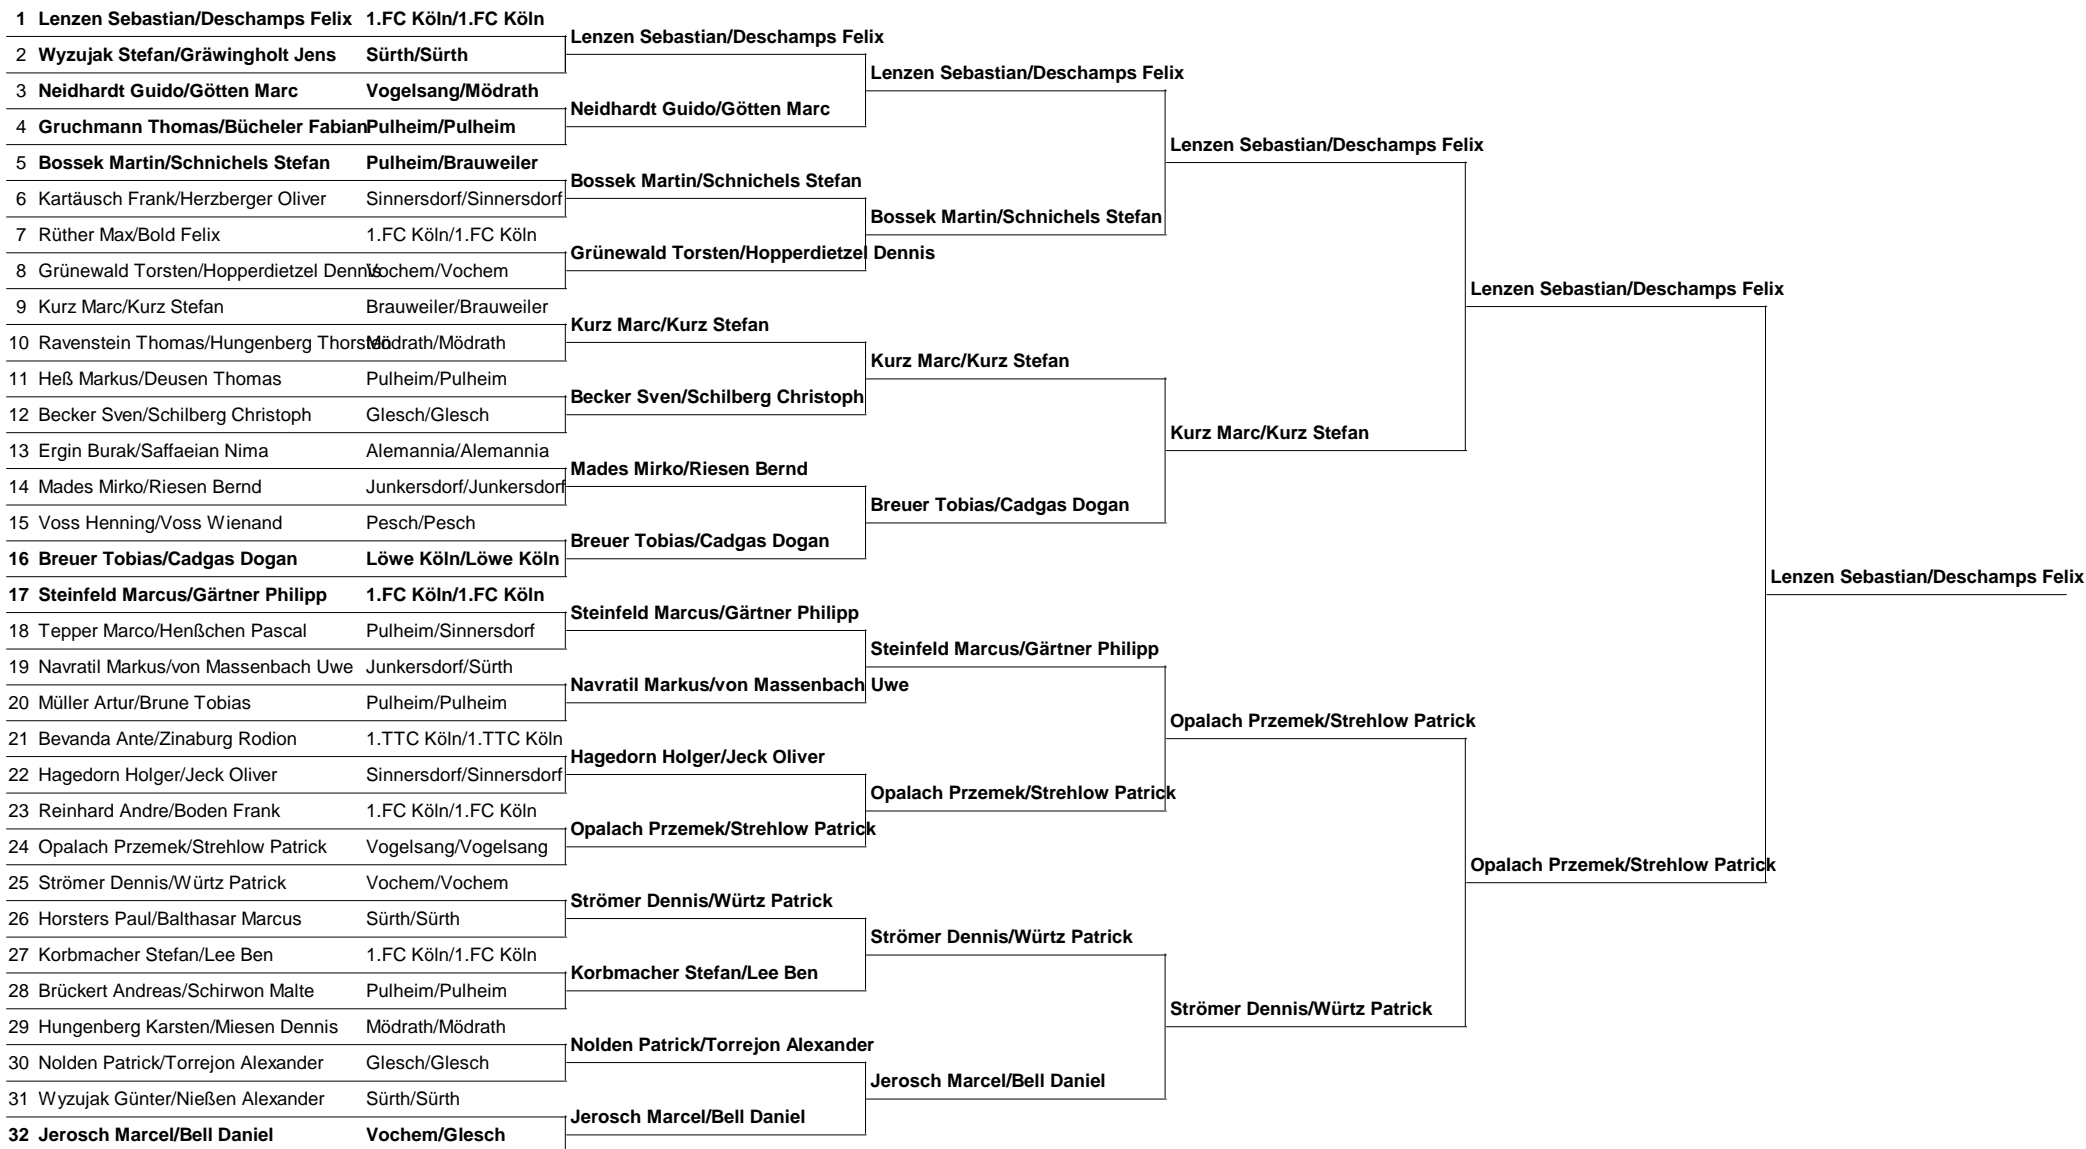 1 Lenzen Sebastian/Deschamps Felix 1.FC Köln/1.FC Köln
Lenzen Sebastian/Deschamps Felix
2 Wyzujak Stefan/Gräwingholt Jens Sürth/Sürth
Lenzen Sebastian/Deschamps Felix
3 Neidhardt Guido/Götten Marc Vogelsang/Mödrath
Neidhardt Guido/Götten Marc
4 Gruchmann Thomas/Bücheler Fabian Pulheim/Pulheim
Lenzen Sebastian/Deschamps Felix
5 Bossek Martin/Schnichels Stefan Pulheim/Brauweiler
Bossek Martin/Schnichels Stefan
6 Kartäusch Frank/Herzberger Oliver Sinnersdorf/Sinnersdorf
Bossek Martin/Schnichels Stefan
7 Rüther Max/Bold Felix 1.FC Köln/1.FC Köln
Grünewald Torsten/Hopperdietzel Dennis
8 Grünewald Torsten/Hopperdietzel Dennis Vochem/Vochem
Lenzen Sebastian/Deschamps Felix
9 Kurz Marc/Kurz Stefan Brauweiler/Brauweiler
Kurz Marc/Kurz Stefan
10 Ravenstein Thomas/Hungenberg Thorsten Mödrath/Mödrath
Kurz Marc/Kurz Stefan
11 Heß Markus/Deusen Thomas Pulheim/Pulheim
Becker Sven/Schilberg Christoph
12 Becker Sven/Schilberg Christoph Glesch/Glesch
Kurz Marc/Kurz Stefan
13 Ergin Burak/Saffaeian Nima Alemannia/Alemannia
Mades Mirko/Riesen Bernd
14 Mades Mirko/Riesen Bernd Junkersdorf/Junkersdorf
Breuer Tobias/Cadgas Dogan
15 Voss Henning/Voss Wienand Pesch/Pesch
Breuer Tobias/Cadgas Dogan
16 Breuer Tobias/Cadgas Dogan Löwe Köln/Löwe Köln
Lenzen Sebastian/Deschamps Felix
17 Steinfeld Marcus/Gärtner Philipp 1.FC Köln/1.FC Köln
Steinfeld Marcus/Gärtner Philipp
18 Tepper Marco/Henßchen Pascal Pulheim/Sinnersdorf
Steinfeld Marcus/Gärtner Philipp
19 Navratil Markus/von Massenbach Uwe Junkersdorf/Sürth
Navratil Markus/von Massenbach Uwe
20 Müller Artur/Brune Tobias Pulheim/Pulheim
Opalach Przemek/Strehlow Patrick
21 Bevanda Ante/Zinaburg Rodion 1.TTC Köln/1.TTC Köln
Hagedorn Holger/Jeck Oliver
22 Hagedorn Holger/Jeck Oliver Sinnersdorf/Sinnersdorf
Opalach Przemek/Strehlow Patrick
23 Reinhard Andre/Boden Frank 1.FC Köln/1.FC Köln
Opalach Przemek/Strehlow Patrick
24 Opalach Przemek/Strehlow Patrick Vogelsang/Vogelsang
Opalach Przemek/Strehlow Patrick
25 Strömer Dennis/Würtz Patrick Vochem/Vochem
Strömer Dennis/Würtz Patrick
26 Horsters Paul/Balthasar Marcus Sürth/Sürth
Strömer Dennis/Würtz Patrick
27 Korbmacher Stefan/Lee Ben 1.FC Köln/1.FC Köln
Korbmacher Stefan/Lee Ben
28 Brückert Andreas/Schirwon Malte Pulheim/Pulheim
Strömer Dennis/Würtz Patrick
29 Hungenberg Karsten/Miesen Dennis Mödrath/Mödrath
Nolden Patrick/Torrejon Alexander
30 Nolden Patrick/Torrejon Alexander Glesch/Glesch
Jerosch Marcel/Bell Daniel
31 Wyzujak Günter/Nießen Alexander Sürth/Sürth
Jerosch Marcel/Bell Daniel
32 Jerosch Marcel/Bell Daniel Vochem/Glesch